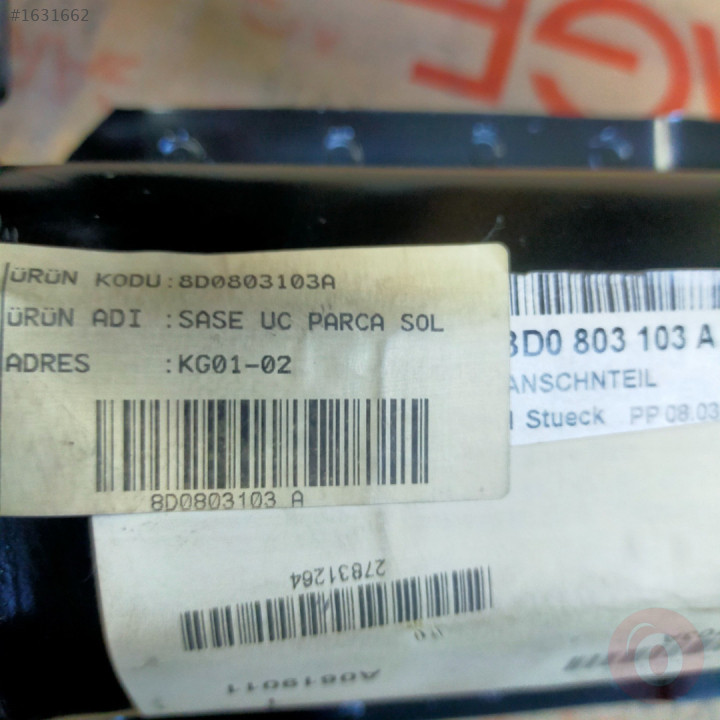 #1631662
ÜRÜN KODU:8D0803103A
ÜRÜN ADI :SASE UC PARCA SOL
ADRES :KG01-02
8D0803103 A
8D0 803 103 A
ANSCHNTEIL
Stueck PP 08.03
27831264
A0619011